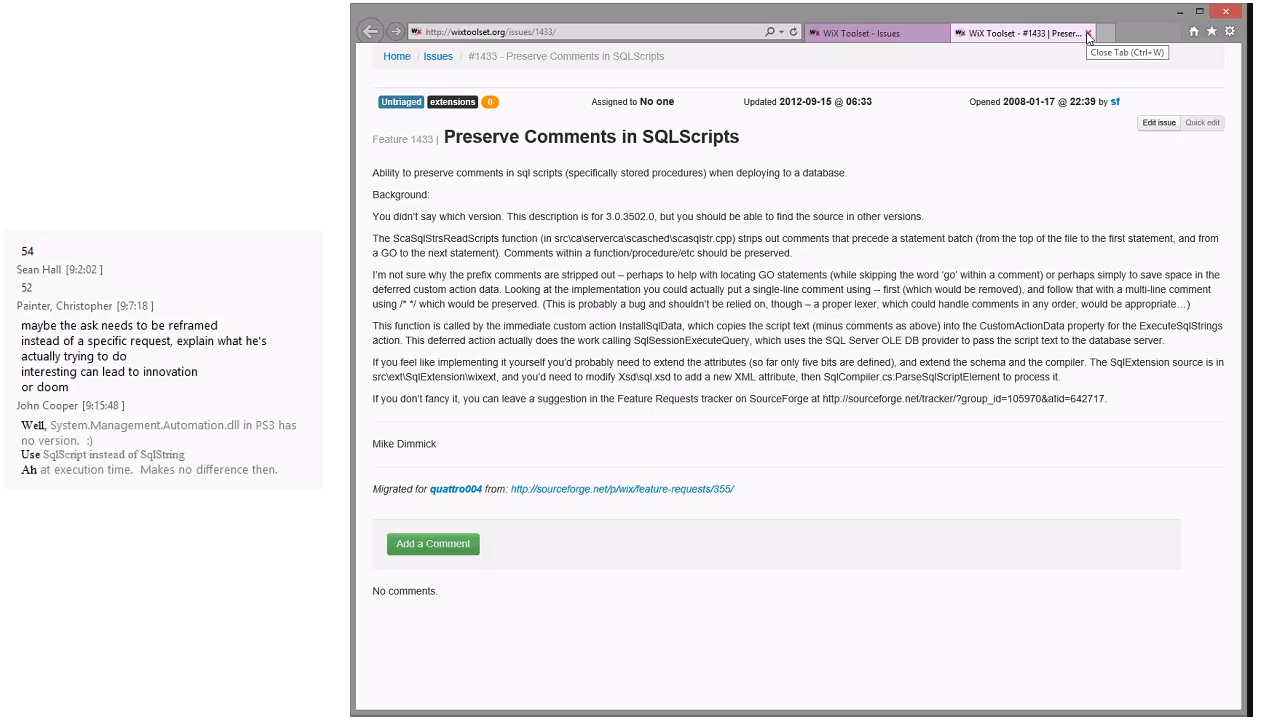 http://wixtoolset.org/issues/1433/
WiX Toolset - Issues
WiX Toolset - #1433 | Preser...
Close Tab (Ctrl+W)
Home / Issues / #1433 - Preserve Comments in SQLScripts
Untriaged extensions 0 Assigned to No one Updated 2012-09-15 @ 06:33 Opened 2008-01-17 @ 22:39 by sf
Edit issue Quick edit
Feature 1433 | Preserve Comments in SQLScripts
Ability to preserve comments in sql scripts (specifically stored procedures) when deploying to a database.
Background:
You didn't say which version. This description is for 3.0.3502.0, but you should be able to find the source in other versions.
The ScaSqlStrsReadScripts function (in src\ca\serverca\scasched\scasqlstr.cpp) strips out comments that precede a statement batch (from the top of the file to the first statement, and from
a GO to the next statement). Comments within a function/procedure/etc should be preserved.
I'm not sure why the prefix comments are stripped out – perhaps to help with locating GO statements (while skipping the word 'go' within a comment) or perhaps simply to save space in the
deferred custom action data. Looking at the implementation you could actually put a single-line comment using -- first (which would be removed), and follow that with a multi-line comment
using /* */ which would be preserved. (This is probably a bug and shouldn't be relied on, though – a proper lexer, which could handle comments in any order, would be appropriate…)
This function is called by the immediate custom action InstallSqlData, which copies the script text (minus comments as above) into the CustomActionData property for the ExecuteSqlStrings
action. This deferred action actually does the work calling SqlSessionExecuteQuery, which uses the SQL Server OLE DB provider to pass the script text to the database server.
If you feel like implementing it yourself you'd probably need to extend the attributes (so far only five bits are defined), and extend the schema and the compiler. The SqlExtension source is in
src\ext\SqlExtension\wixext, and you'd need to modify Xsd\sql.xsd to add a new XML attribute, then SqlCompiler.cs:ParseSqlScriptElement to process it.
If you don't fancy it, you can leave a suggestion in the Feature Requests tracker on SourceForge at http://sourceforge.net/tracker/?group_id=105970&atid=642717.
Mike Dimmick
Migrated for quattro004 from: http://sourceforge.net/p/wix/feature-requests/355/
Add a Comment
No comments.
54
Sean Hall [9:2:02 ]
52
Painter, Christopher [9:7:18 ]
maybe the ask needs to be reframed
instead of a specific request, explain what he's
actually trying to do
interesting can lead to innovation
or doom
John Cooper [9:15:48 ]
Well, System.Management.Automation.dll in PS3 has
no version. :)
Use SqlScript instead of SqlString
Ah at execution time. Makes no difference then.